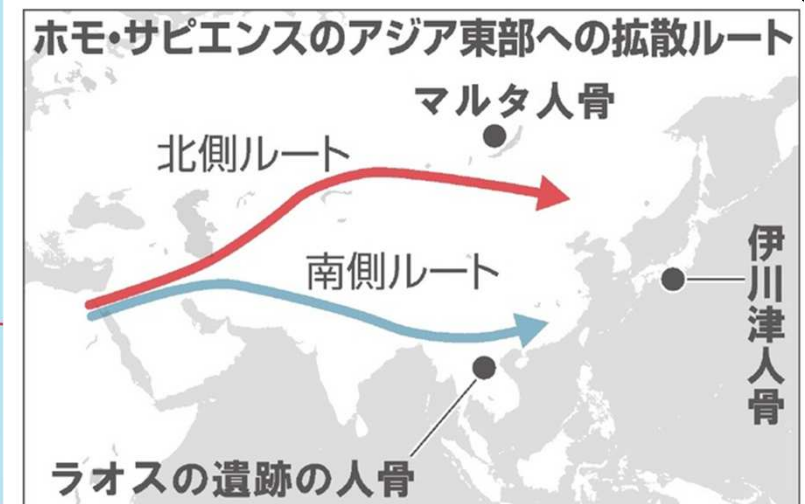 ホモ・サピエンスのアジア東部への拡散ルート
マルタ人骨
北側ルート
南側ルート
伊川津人骨
ラオスの遺跡の人骨